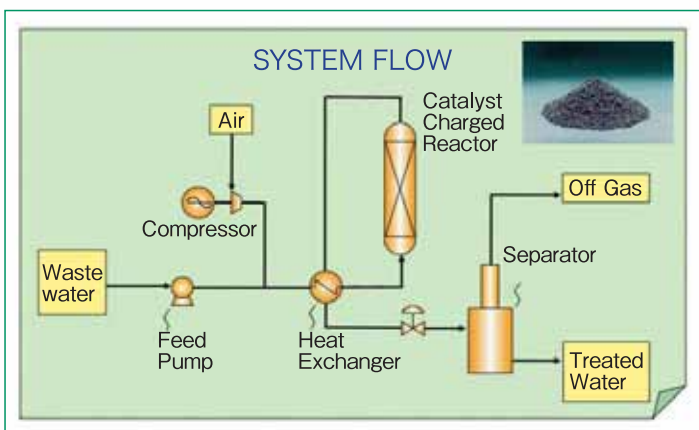 SYSTEM FLOW
Catalyst
Charged
Reactor
Air
Off Gas
Compressor
Separator
Waste
water
Feed
Pump
Heat
Exchanger
Treated
Water